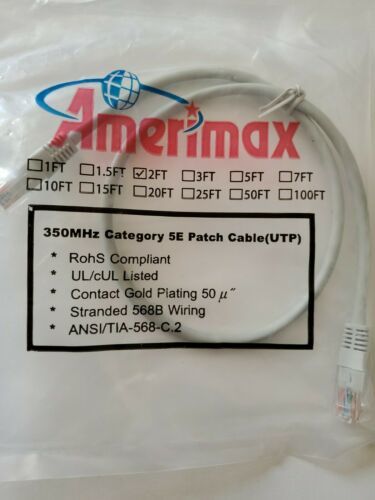 Amerimax
1FT 1.5FT 2FT 3FT 5FT 7FT
10FT 15FT 20FT 25FT 50FT 100FT
350MHz Category 5E Patch Cable(UTP)
* RoHS Compliant
* UL/cUL Listed
* Contact Gold Plating 50 μ″
* Stranded 568B Wiring
* ANSI/TIA-568-C.2